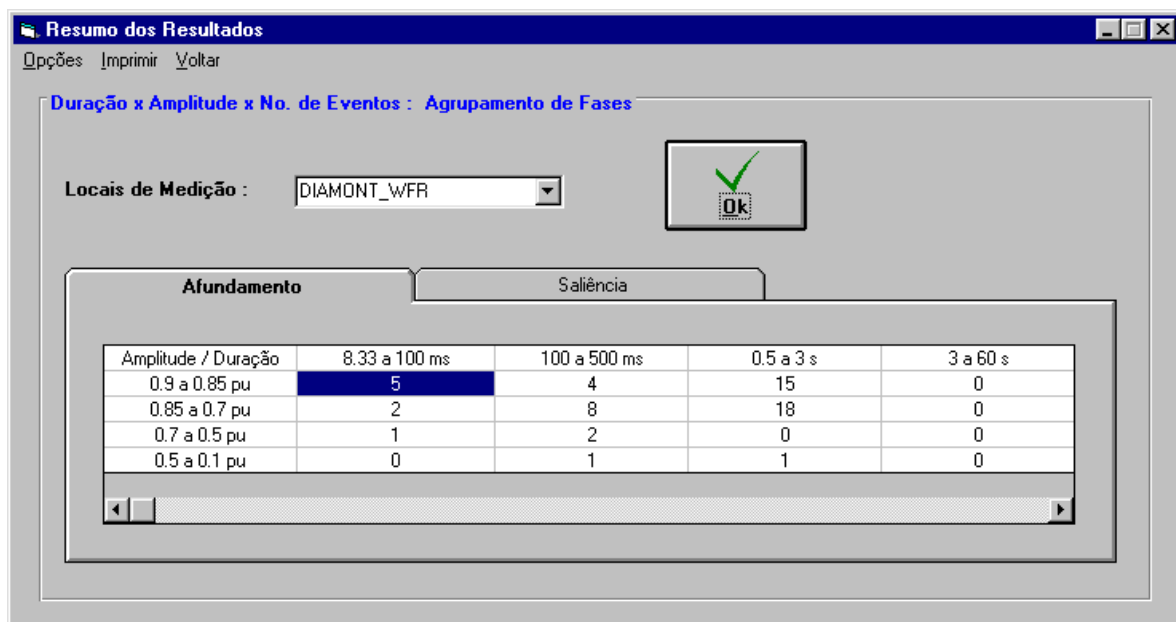 Resumo dos Resultados
Opções Imprimir Voltar
Duração x Amplitude x No. de Eventos : Agrupamento de Fases
Locais de Medição : DIAMONT_WFR
Ok
Afundamento Saliência
Amplitude / Duração 8.33 a 100 ms 100 a 500 ms 0.5 a 3 s 3 a 60 s
0.9 a 0.85 pu 5 4 15 0
0.85 a 0.7 pu 2 8 18 0
0.7 a 0.5 pu 1 2 0 0
0.5 a 0.1 pu 0 1 1 0